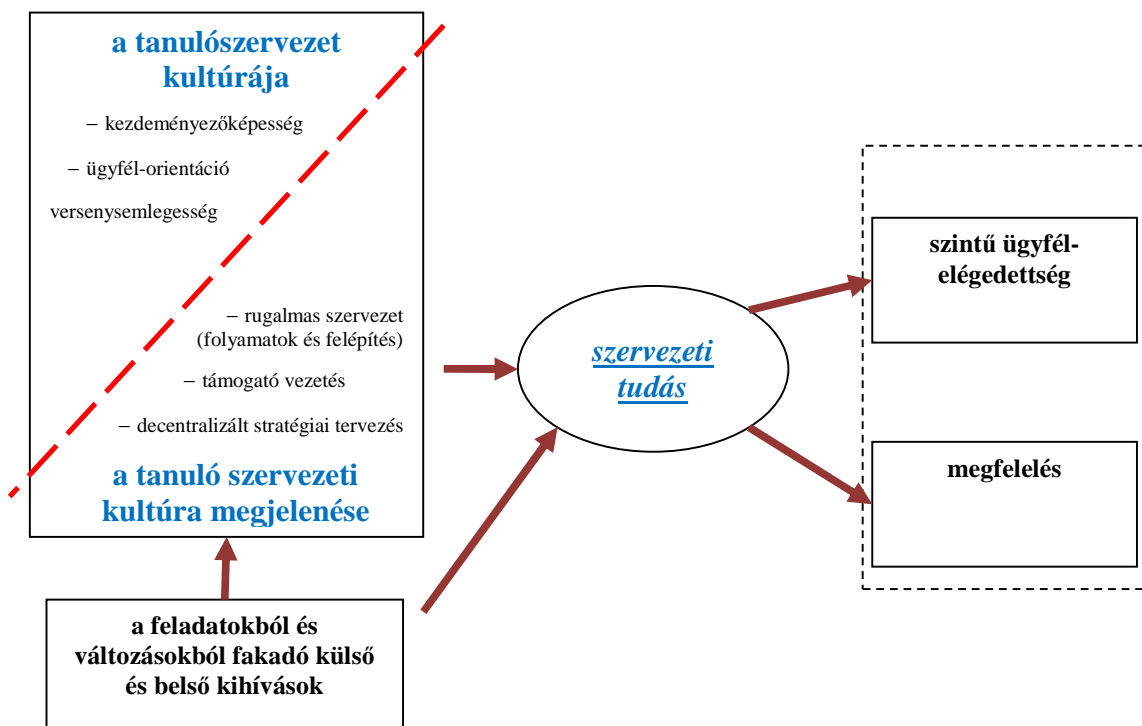 a tanulószervezet
kultúrája
– kezdeményezőképesség
– ügyfél-orientáció
versenysemlegesség
– rugalmas szervezet
(folyamatok és felépítés)
– támogató vezetés
– decentralizált stratégiai tervezés
a tanuló szervezeti
kultúra megjelenése
a feladatokból és
változásokból fakadó külső
és belső kihívások
szervezeti
tudás
szintű ügyfél-
elégedettség
megfelelés